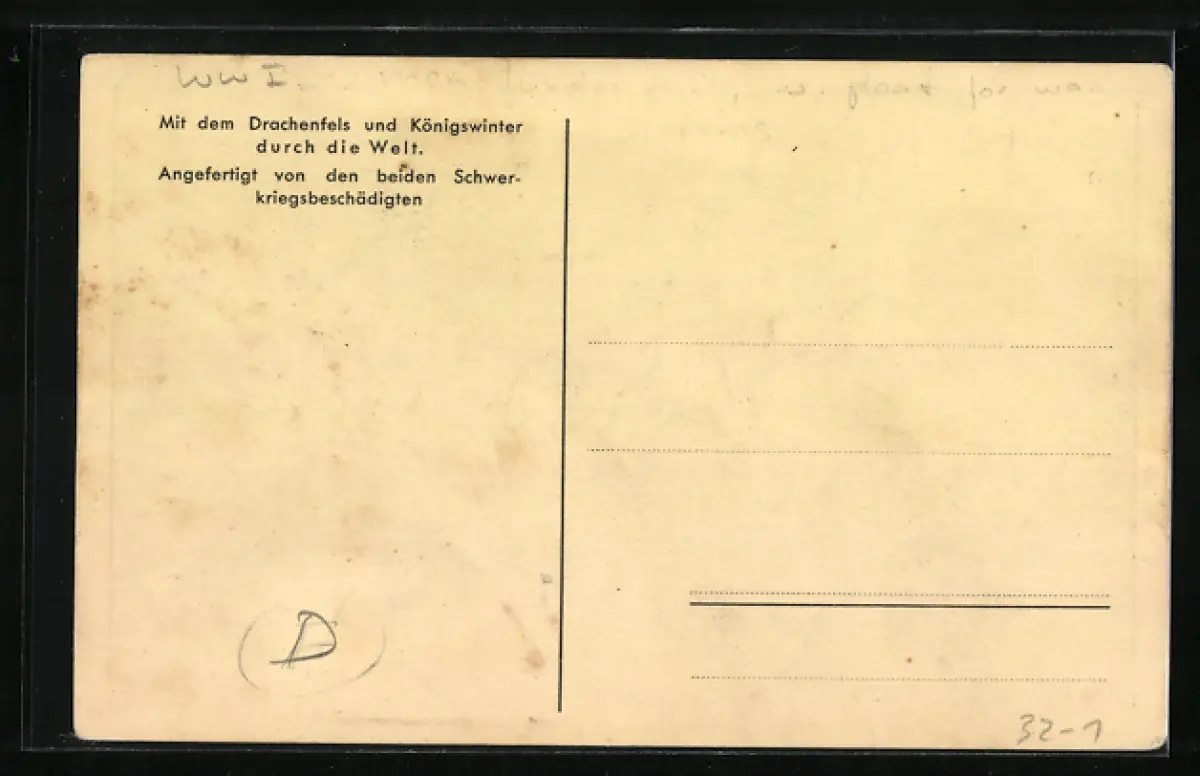 WW I.
Mit dem Drachenfels und Königswinter
durch die Welt.
Angefertigt von den beiden Schwer-
kriegsbeschädigten
D
32-1